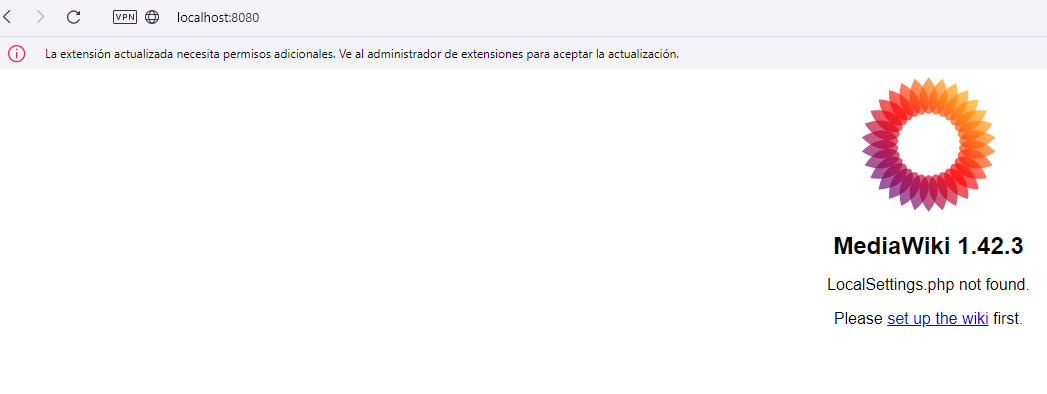 VPN localhost:8080
La extensión actualizada necesita permisos adicionales. Ve al administrador de extensiones para aceptar la actualización.
MediaWiki 1.42.3
LocalSettings.php not found.
Please set up the wiki first.